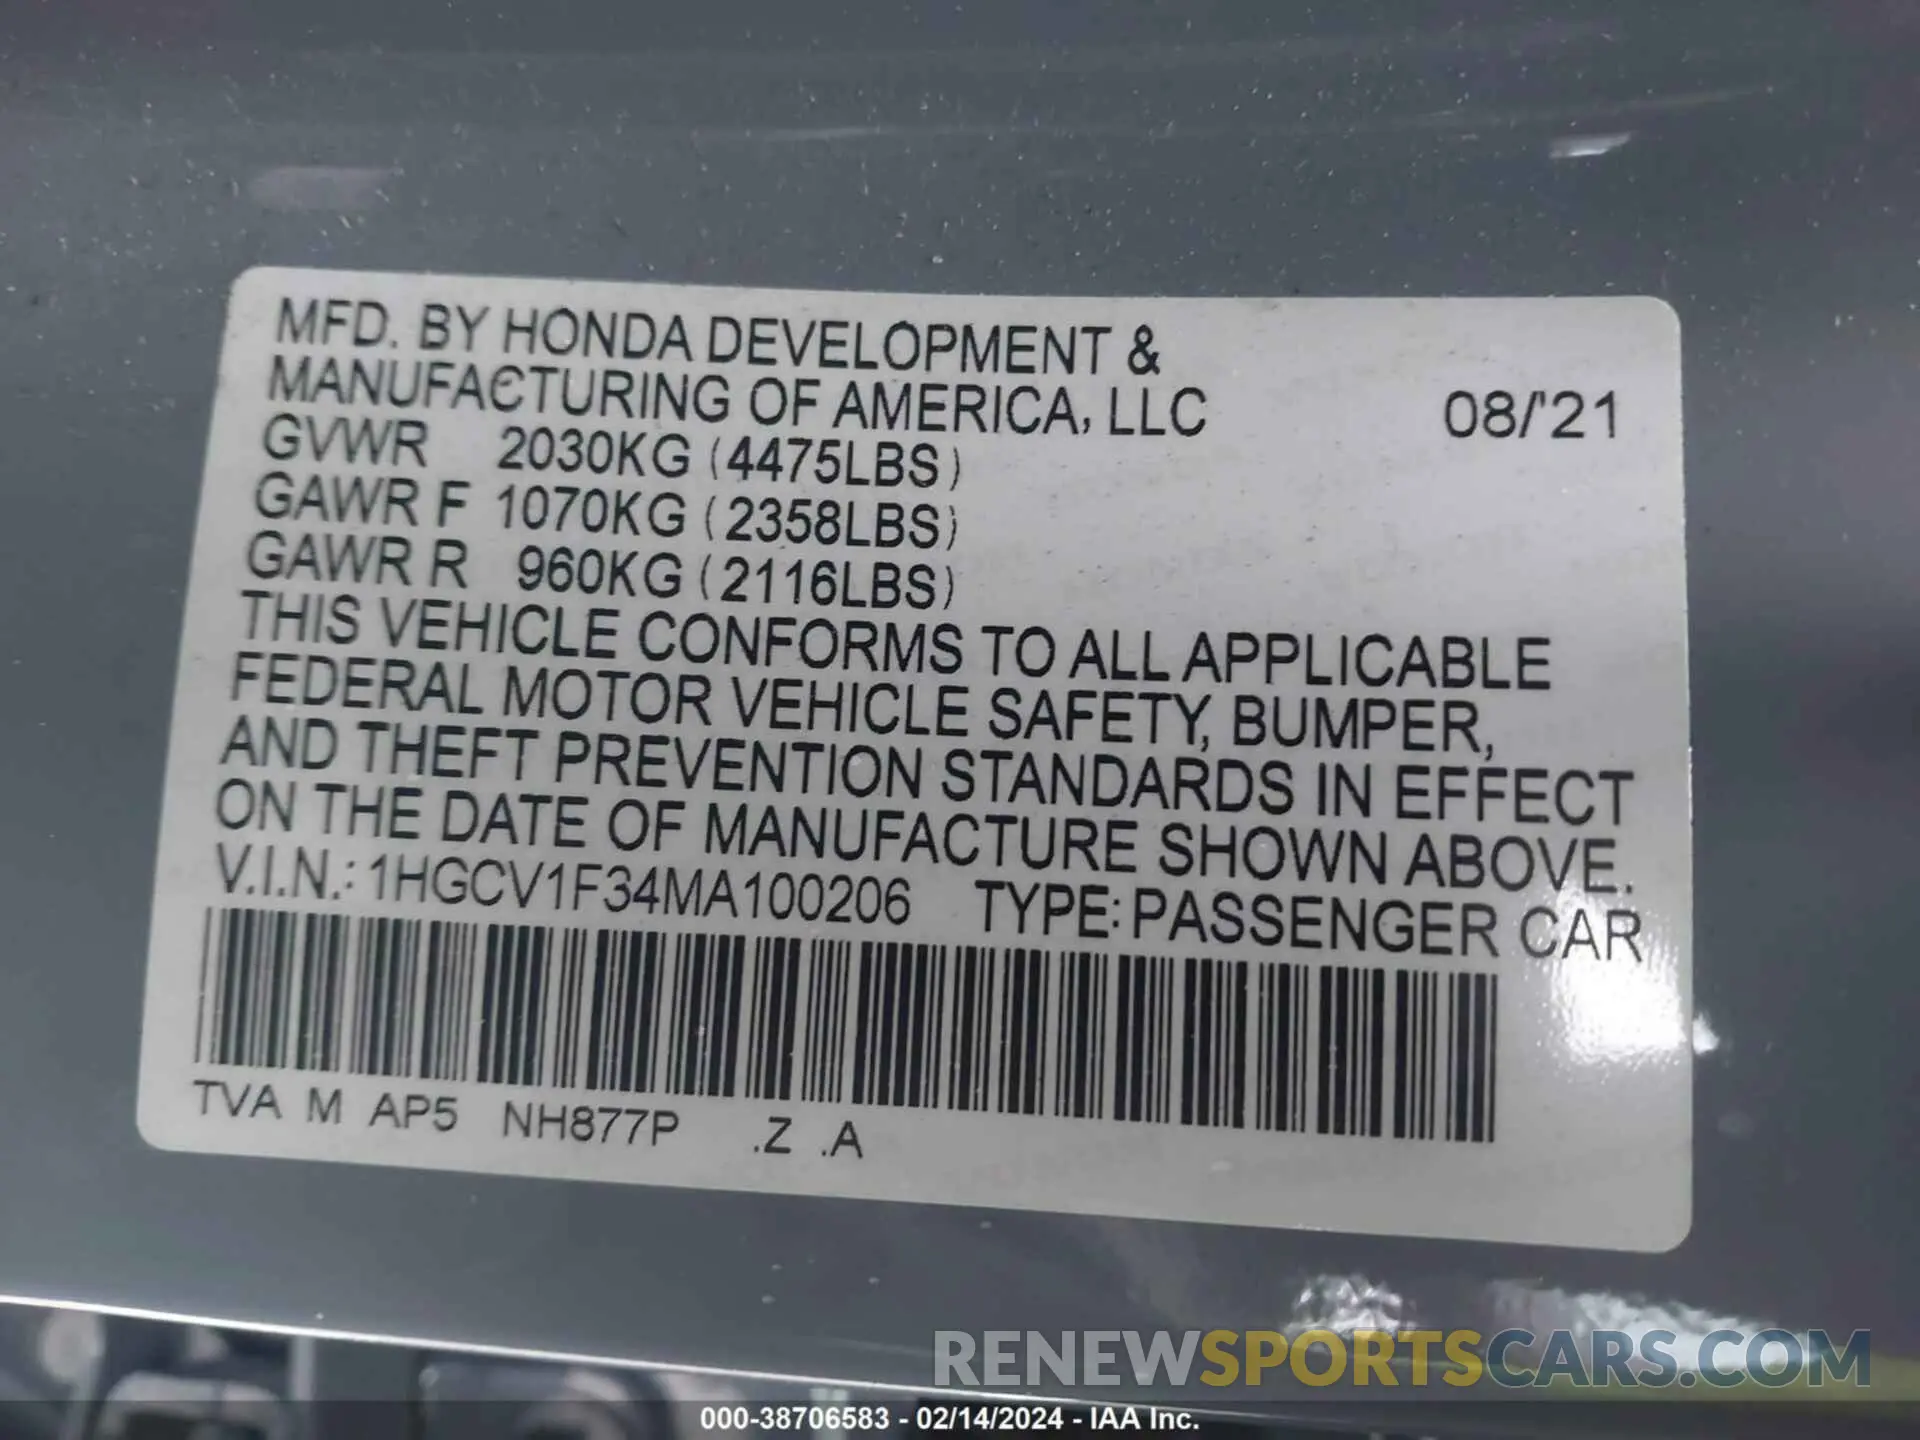 MFD. BY HONDA DEVELOPMENT &
MANUFACTURING OF AMERICA, LLC 08/'21
GVWR 2030KG (4475LBS)
GAWR F 1070KG (2358LBS)
GAWR R 960KG (2116LBS)
THIS VEHICLE CONFORMS TO ALL APPLICABLE
FEDERAL MOTOR VEHICLE SAFETY, BUMPER,
AND THEFT PREVENTION STANDARDS IN EFFECT
ON THE DATE OF MANUFACTURE SHOWN ABOVE.
V.I.N.: 1HGCV1F34MA100206 TYPE: PASSENGER CAR
TVA M AP5 NH877P .Z .A
RENEWSPORTSCARS.COM
000-38706583 - 02/14/2024 - IAA Inc.